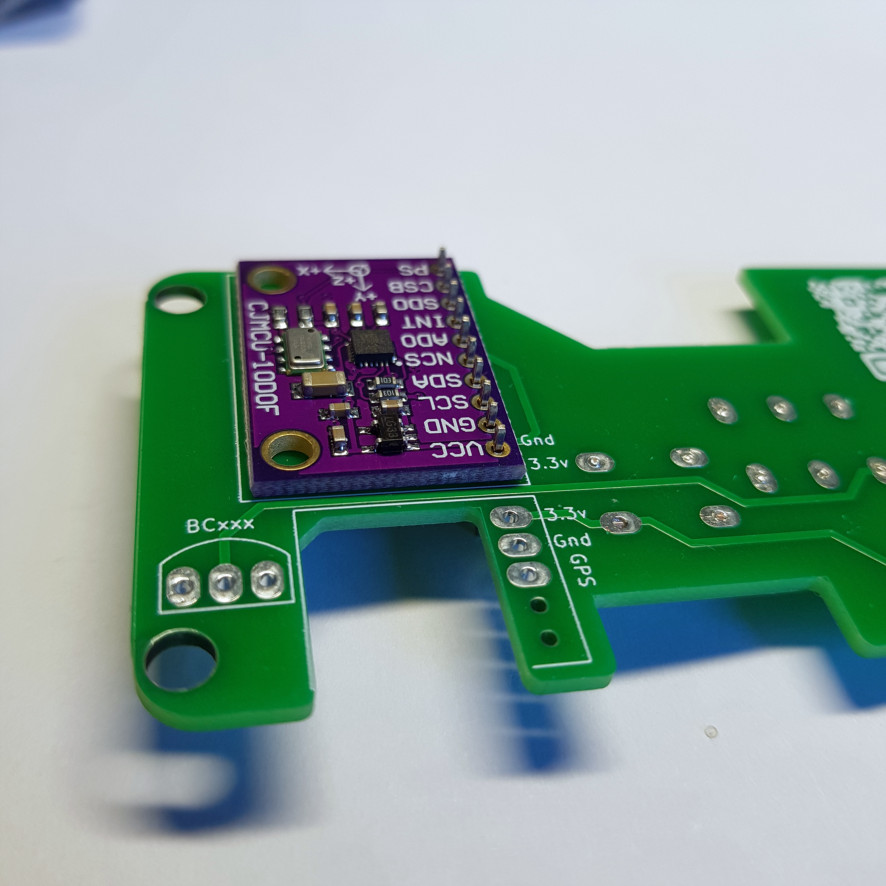 PS
CSB
SDO
INT
ADO
NCS
SDA
SCL
GND
VCC
+X
+Z
+Y
CJMCU-10DOF
Gnd
3.3v
3.3v
Gnd
GPS
BCxxx